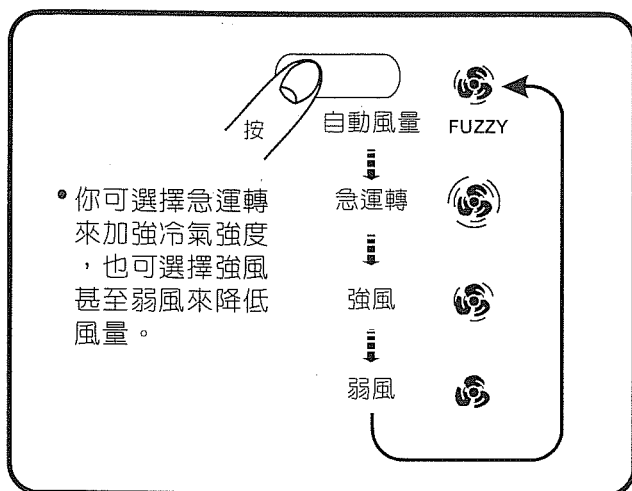 按
自動風量 FUZZY
急運轉
強風
弱風
• 你可選擇急運轉
來加強冷氣強度
，也可選擇強風
甚至弱風來降低
風量。